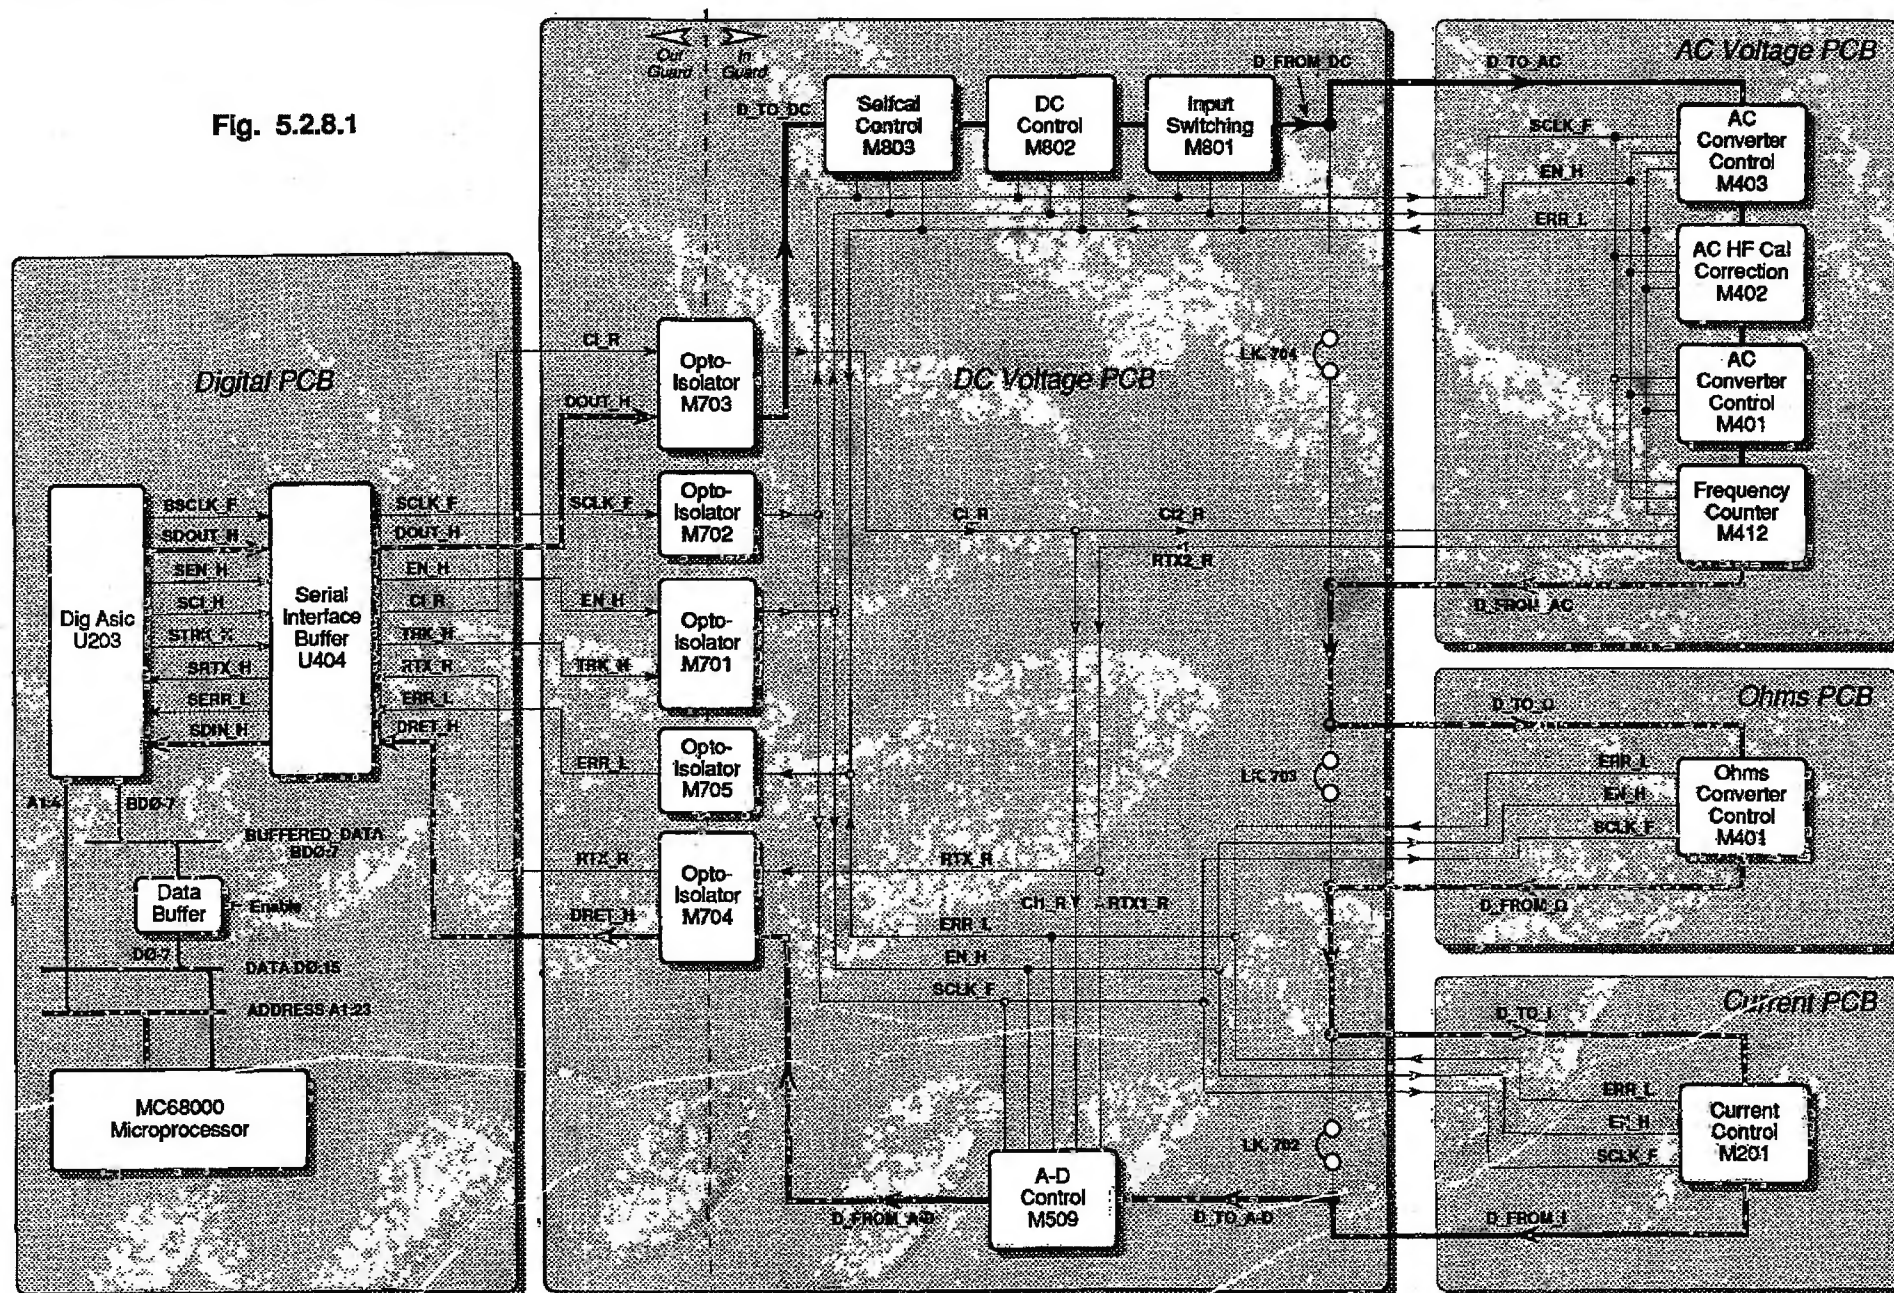 Fig. 5.2.8.1
Out
Guard
In
Guard
DC Voltage PCB
D_TO_DC
Selfcal
Control
M803
DC
Control
M802
Input
Switching
M801
D_FROM_DC
AC Voltage PCB
D_TO_AC
SCLK_F
EN_H
ERR_L
AC
Converter
Control
M403
AC HF Cal
Correction
M402
AC
Converter
Control
M401
Frequency
Counter
M412
D_FROM_AC
Digital PCB
CI_R
DOUT_H
Opto-
Isolator
M703
LK. 704
SCLK_F
Opto-
Isolator
M702
CI_R
CI2_R
RTX2_R
Dig Asic
U203
BSCLK_F
SDOUT_H
SEN_H
SCI_H
STRK_H
SRTX_H
SERR_L
SDIN_H
Serial
Interface
Buffer
U404
SCLK_F
DOUT_H
EN_H
CI_R
TRK_H
RTX_R
ERR_L
DRET_H
EN_H
TRK_H
Opto-
Isolator
M701
ERR_L
Opto-
Isolator
M705
RTX_R
DRET_H
Opto-
Isolator
M704
RTX_R
CI1_R
RTX1_R
ERR_L
EN_H
SCLK_F
LK. 703
Ohms PCB
D_TO_Ω
ERR_L
EN_H
SCLK_F
Ohms
Converter
Control
M401
D_FROM_Ω
A1:4
BDØ-7
BUFFERED_DATA
BDØ:7
Data
Buffer
Enable
DØ-7
DATA DØ:15
ADDRESS A1:23
MC68000
Microprocessor
Current PCB
D_TO_I
ERR_L
EN_H
SCLK_F
Current
Control
M201
D_FROM_I
LK. 702
A-D
Control
M509
D_FROM_A-D
D_TO_A-D